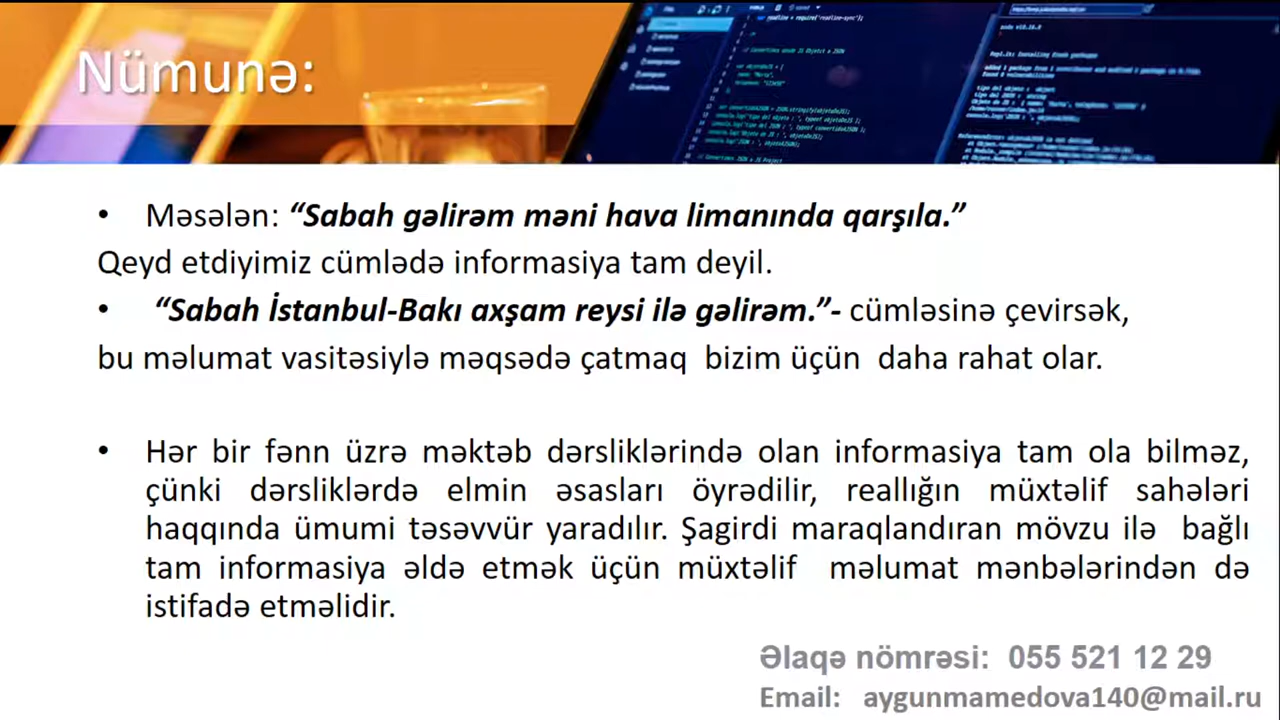 Nümunə:
• Məsələn: “Sabah gəlirəm məni hava limanında qarşıla.”
Qeyd etdiyimiz cümlədə informasiya tam deyil.
• “Sabah İstanbul-Bakı axşam reysi ilə gəlirəm.”- cümləsinə çevirsək,
bu məlumat vasitəsiylə məqsədə çatmaq bizim üçün daha rahat olar.
• Hər bir fənn üzrə məktəb dərsliklərində olan informasiya tam ola bilməz,
çünki dərsliklərdə elmin əsasları öyrədilir, reallığın müxtəlif sahələri
haqqında ümumi təsəvvür yaradılır. Şagirdi maraqlandıran mövzu ilə bağlı
tam informasiya əldə etmək üçün müxtəlif məlumat mənbələrindən də
istifadə etməlidir.
Əlaqə nömrəsi: 055 521 12 29
Email: aygunmamedova140@mail.ru